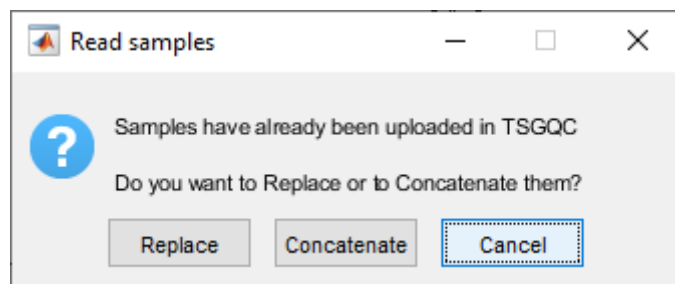 Read samples
Samples have already been uploaded in TSGQC
Do you want to Replace or to Concatenate them?
Replace Concatenate Cancel